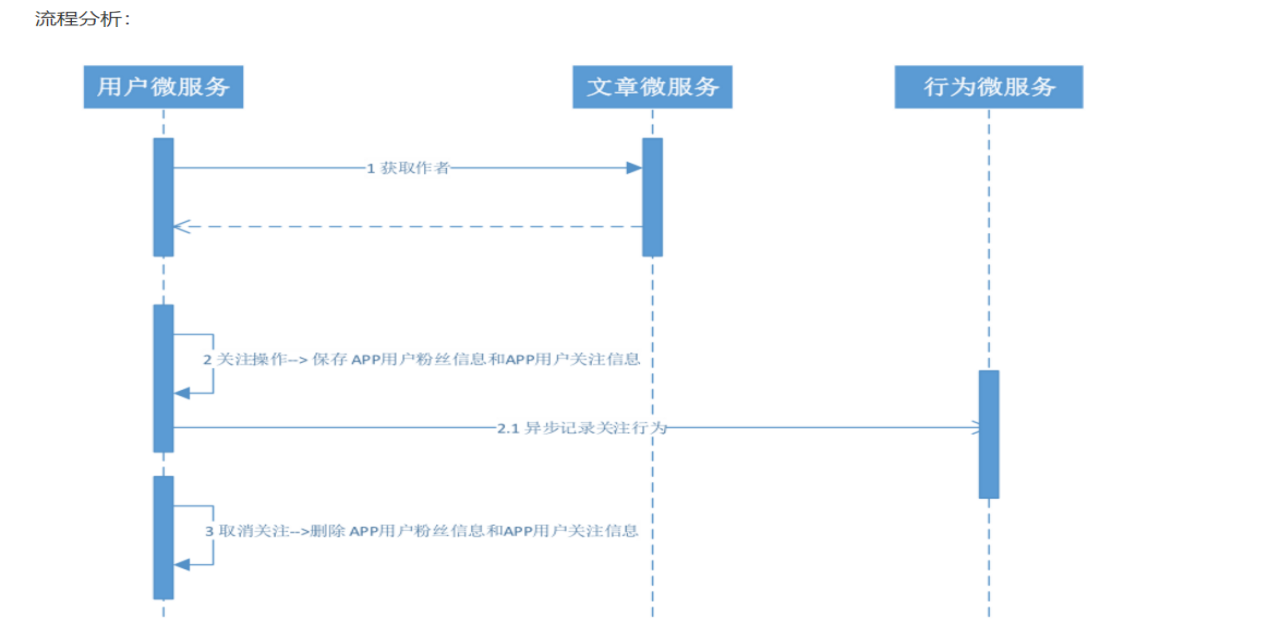 流程分析：
用户微服务
文章微服务
行为微服务
1 获取作者
2 关注操作--> 保存 APP用户粉丝信息和APP用户关注信息
2.1 异步记录关注行为
3 取消关注-->删除 APP用户粉丝信息和APP用户关注信息